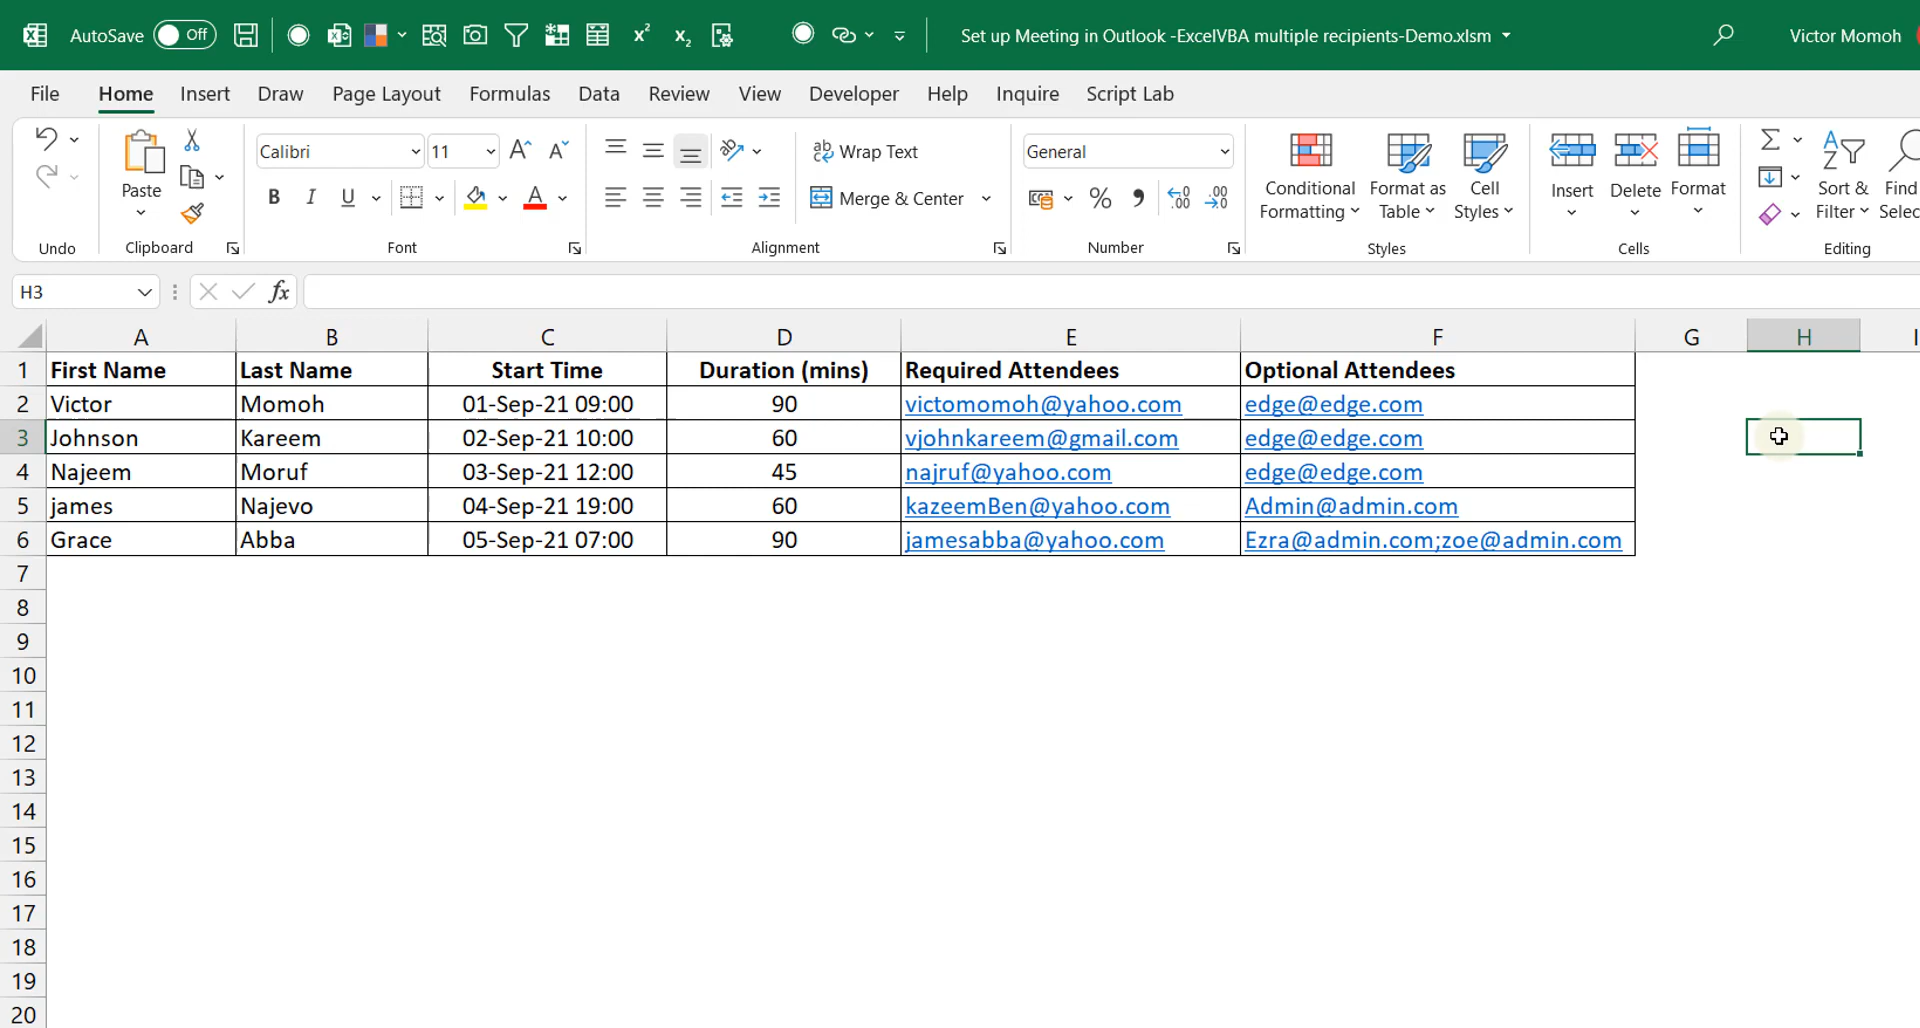 AutoSave Off x² x₂ Set up Meeting in Outlook -ExcelVBA multiple recipients-Demo.xlsm Victor Momoh
File Home Insert Draw Page Layout Formulas Data Review View Developer Help Inquire Script Lab
Calibri 11 A^ Aˇ ab Wrap Text General
Paste B I U A Merge & Center % , Conditional Formatting Format as Table Cell Styles Insert Delete Format Σ Sort & Filter Find Selec
Undo Clipboard Font Alignment Number Styles Cells Editing
H3 fx
A B C D E F G H I
1 First Name Last Name Start Time Duration (mins) Required Attendees Optional Attendees
2 Victor Momoh 01-Sep-21 09:00 90 victomomoh@yahoo.com edge@edge.com
3 Johnson Kareem 02-Sep-21 10:00 60 vjohnkareem@gmail.com edge@edge.com
4 Najeem Moruf 03-Sep-21 12:00 45 najruf@yahoo.com edge@edge.com
5 james Najevo 04-Sep-21 19:00 60 kazeemBen@yahoo.com Admin@admin.com
6 Grace Abba 05-Sep-21 07:00 90 jamesabba@yahoo.com Ezra@admin.com;zoe@admin.com
7
8
9
10
11
12
13
14
15
16
17
18
19
20